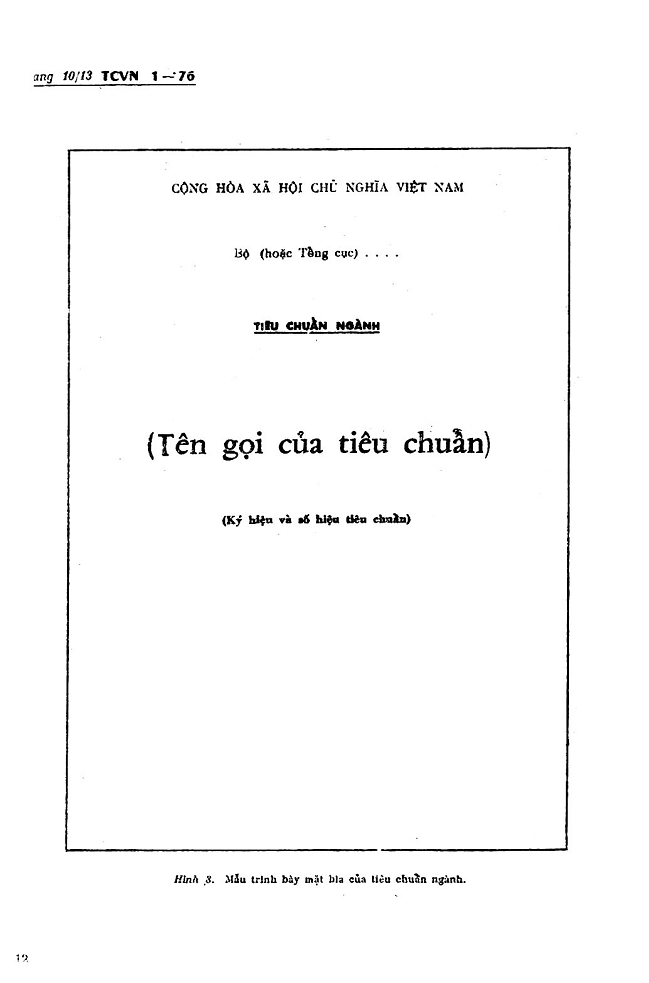 ang 10/13 TCVN 1—76
CỘNG HÒA XÃ HỘI CHỦ NGHĨA VIỆT NAM
Bộ (hoặc Tổng cục) . . . .
TIÊU CHUẨN NGÀNH
(Tên gọi của tiêu chuẩn)
(Ký hiệu và số hiệu tiêu chuẩn)
Hình 3. Mẫu trình bày mặt bìa của tiêu chuẩn ngành.
12